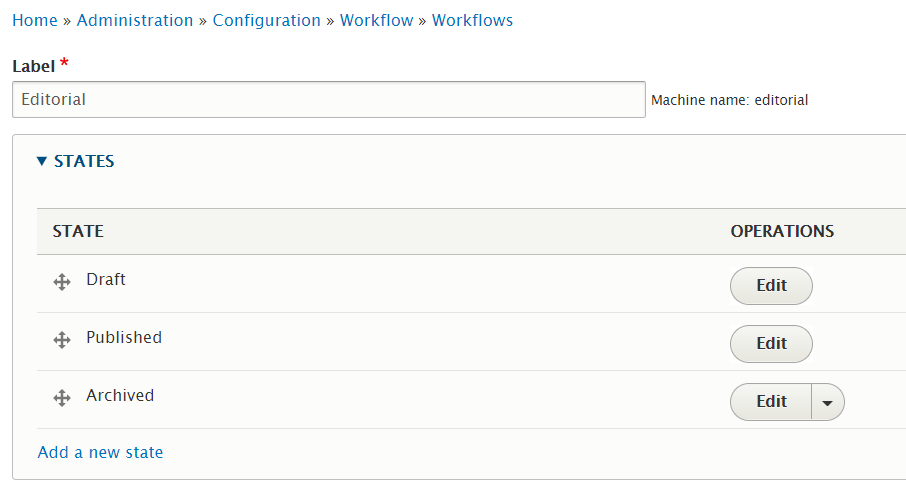 Home » Administration » Configuration » Workflow » Workflows
Label *
Editorial Machine name: editorial
STATES
STATE OPERATIONS
Draft Edit
Published Edit
Archived Edit
Add a new state